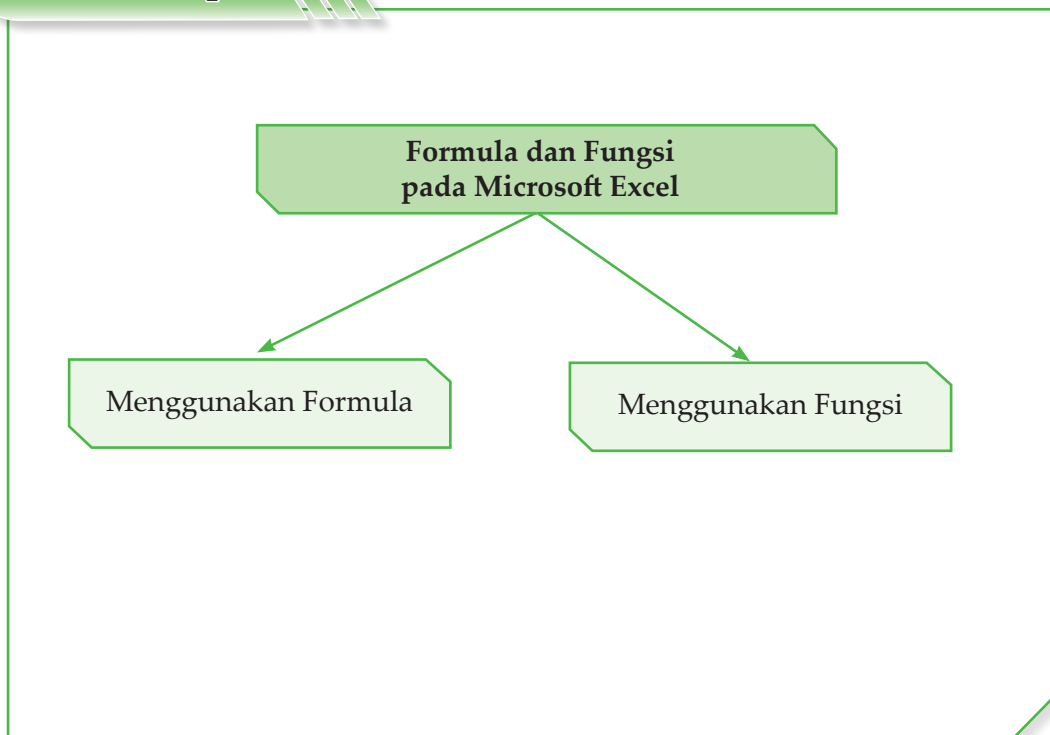 Formula dan Fungsi
pada Microsoft Excel
Menggunakan Formula
Menggunakan Fungsi